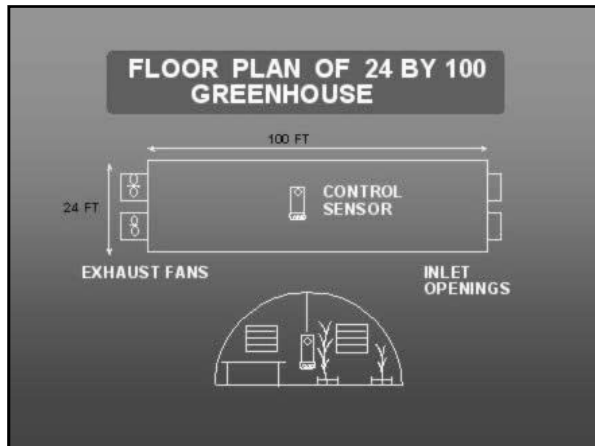 FLOOR PLAN OF 24 BY 100
GREENHOUSE
100 FT
24 FT
CONTROL
SENSOR
EXHAUST FANS
INLET
OPENINGS